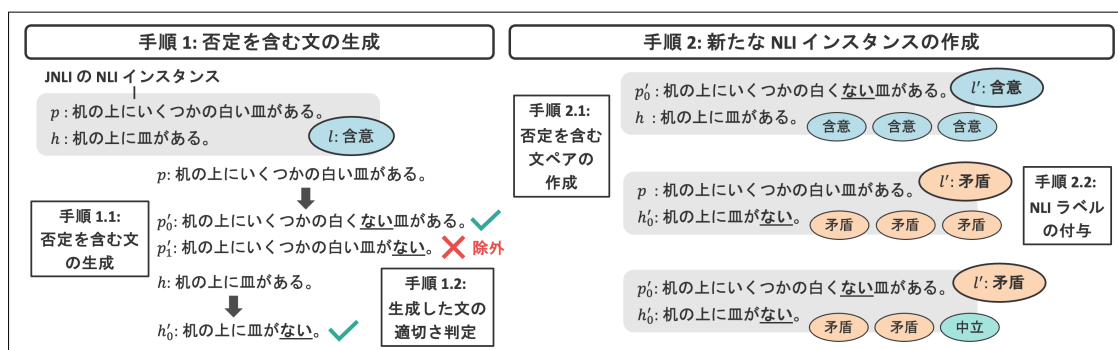 手順 1: 否定を含む文の生成
JNLI の NLI インスタンス
p : 机の上にいくつかの白い皿がある。
h : 机の上に皿がある。
l: 含意
p: 机の上にいくつかの白い皿がある。
手順 1.1:
否定を含む文
の生成
p′₀: 机の上にいくつかの白くない皿がある。
p′₁: 机の上にいくつかの白い皿がない。
除外
h: 机の上に皿がある。
手順 1.2:
生成した文の
適切さ判定
h′₀: 机の上に皿がない。
手順 2: 新たな NLI インスタンスの作成
手順 2.1:
否定を含む
文ペアの
作成
p′₀ : 机の上にいくつかの白くない皿がある。
l′: 含意
h : 机の上に皿がある。
含意 含意 含意
p : 机の上にいくつかの白い皿がある。
l′: 矛盾
h′₀: 机の上に皿がない。
矛盾 矛盾 矛盾
手順 2.2:
NLI ラベル
の付与
p′₀: 机の上にいくつかの白くない皿がある。
l′: 矛盾
h′₀: 机の上に皿がない。
矛盾 矛盾 中立